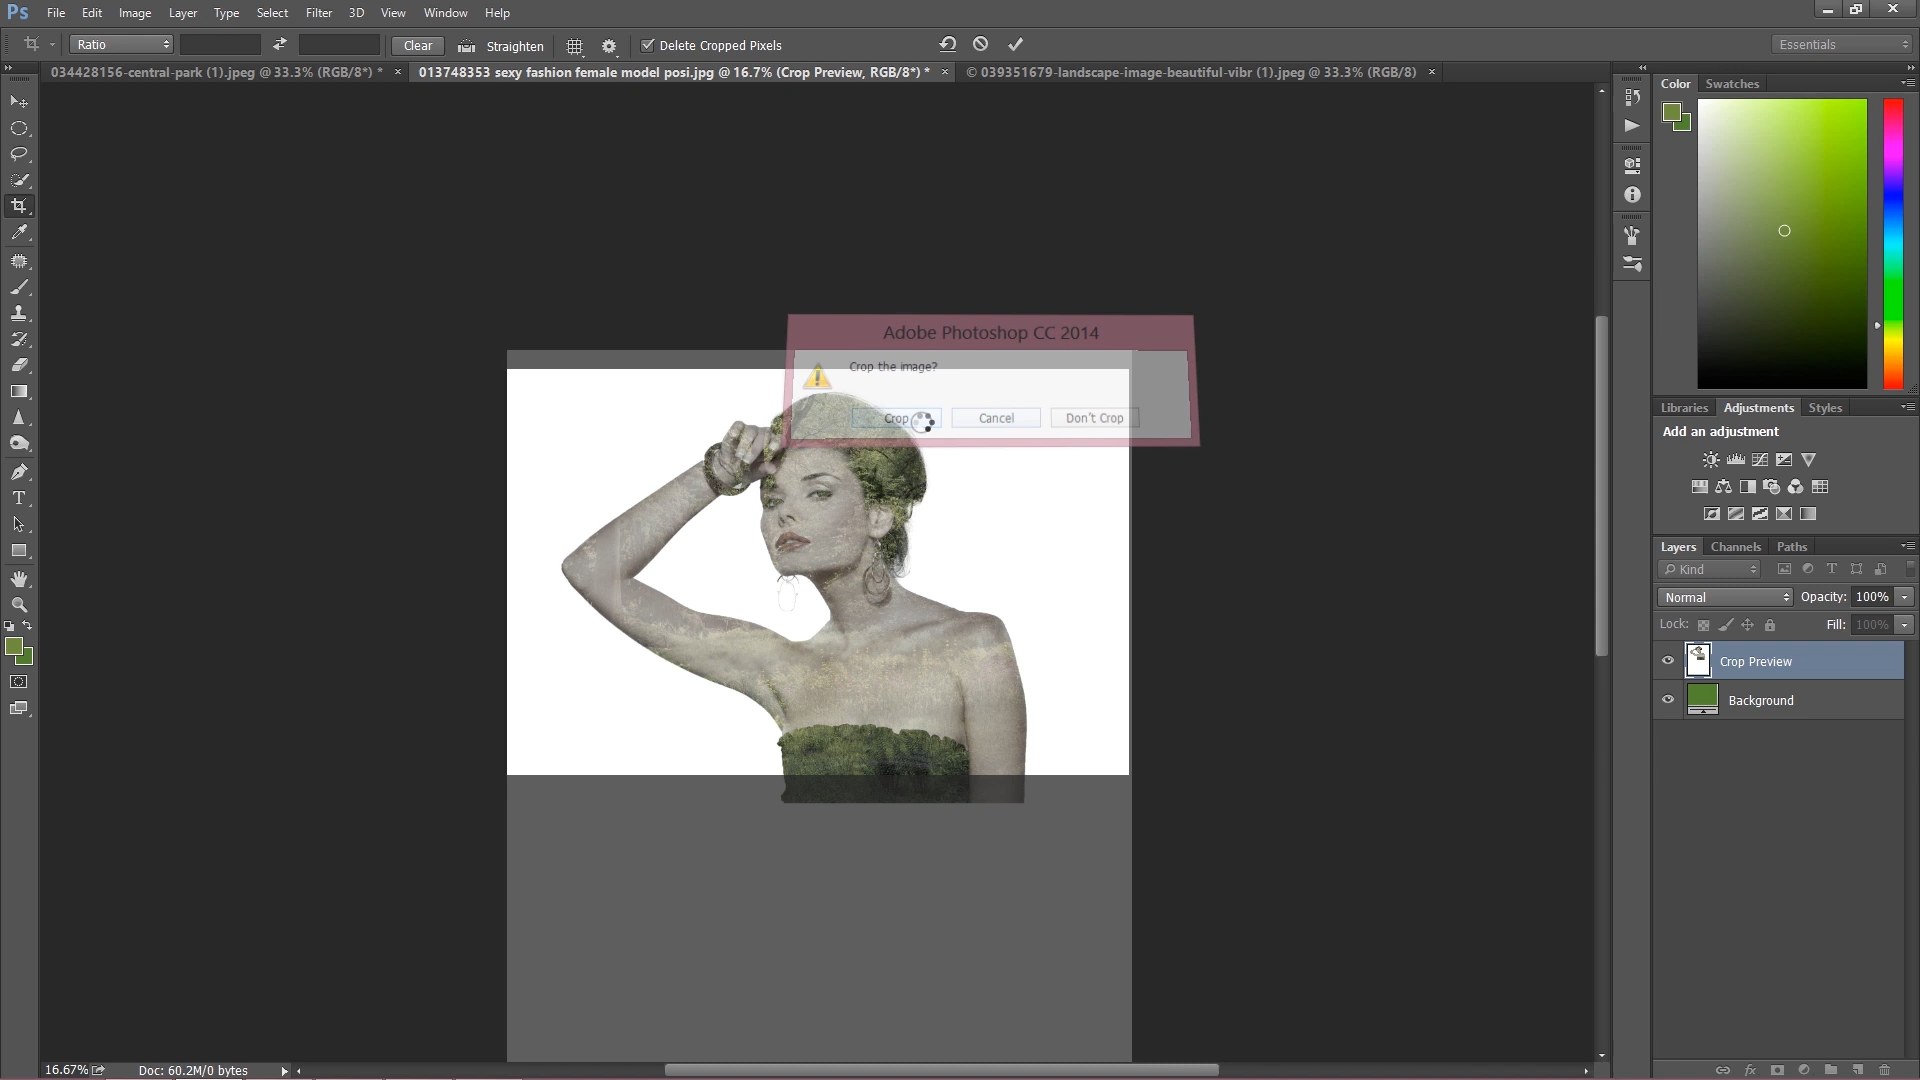 Ps File Edit Image Layer Type Select Filter 3D View Window Help
Ratio Clear Straighten Delete Cropped Pixels Essentials
034428156-central-park (1).jpeg @ 33.3% (RGB/8*) * × 013748353 sexy fashion female model posi.jpg @ 16.7% (Crop Preview, RGB/8*) * × © 039351679-landscape-image-beautiful-vibr (1).jpeg @ 33.3% (RGB/8) ×
Color Swatches
Adobe Photoshop CC 2014
Crop the image?
Crop Cancel Don't Crop
Libraries Adjustments Styles
Add an adjustment
Layers Channels Paths
Kind
Normal Opacity: 100%
Lock: Fill: 100%
Crop Preview
Background
16.67% Doc: 60.2M/0 bytes